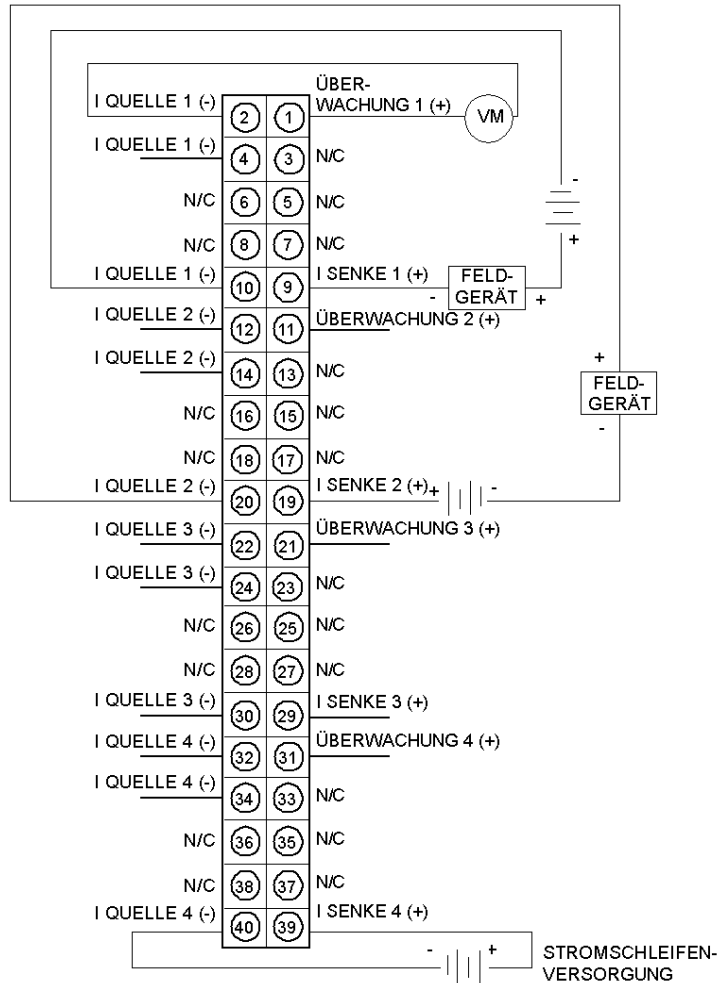 I QUELLE 1 (-)
ÜBER-
WACHUNG 1 (+)
2 1
VM
I QUELLE 1 (-) 4 3 N/C
N/C 6 5 N/C
-
N/C 8 7 N/C
+
I QUELLE 1 (-) 10 9 I SENKE 1 (+)
- FELD-
GERÄT +
I QUELLE 2 (-) 12 11 ÜBERWACHUNG 2 (+)
I QUELLE 2 (-) 14 13 N/C
+
FELD-
GERÄT
-
N/C 16 15 N/C
N/C 18 17 N/C
I QUELLE 2 (-) 20 19 I SENKE 2 (+) + -
I QUELLE 3 (-) 22 21 ÜBERWACHUNG 3 (+)
I QUELLE 3 (-) 24 23 N/C
N/C 26 25 N/C
N/C 28 27 N/C
I QUELLE 3 (-) 30 29 I SENKE 3 (+)
I QUELLE 4 (-) 32 31 ÜBERWACHUNG 4 (+)
I QUELLE 4 (-) 34 33 N/C
N/C 36 35 N/C
N/C 38 37 N/C
I QUELLE 4 (-) 40 39 I SENKE 4 (+)
- +
STROMSCHLEIFEN-
VERSORGUNG